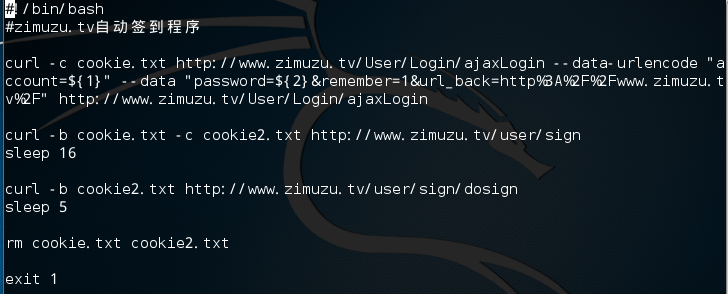 #!/bin/bash
#zimuzu.tv自动签到程序
curl -c cookie.txt http://www.zimuzu.tv/User/Login/ajaxLogin --data-urlencode "a
ccount=${1}" --data "password=${2}&remember=1&url_back=http%3A%2F%2Fwww.zimuzu.t
v%2F" http://www.zimuzu.tv/User/Login/ajaxLogin
curl -b cookie.txt -c cookie2.txt http://www.zimuzu.tv/user/sign
sleep 16
curl -b cookie2.txt http://www.zimuzu.tv/user/sign/dosign
sleep 5
rm cookie.txt cookie2.txt
exit 1